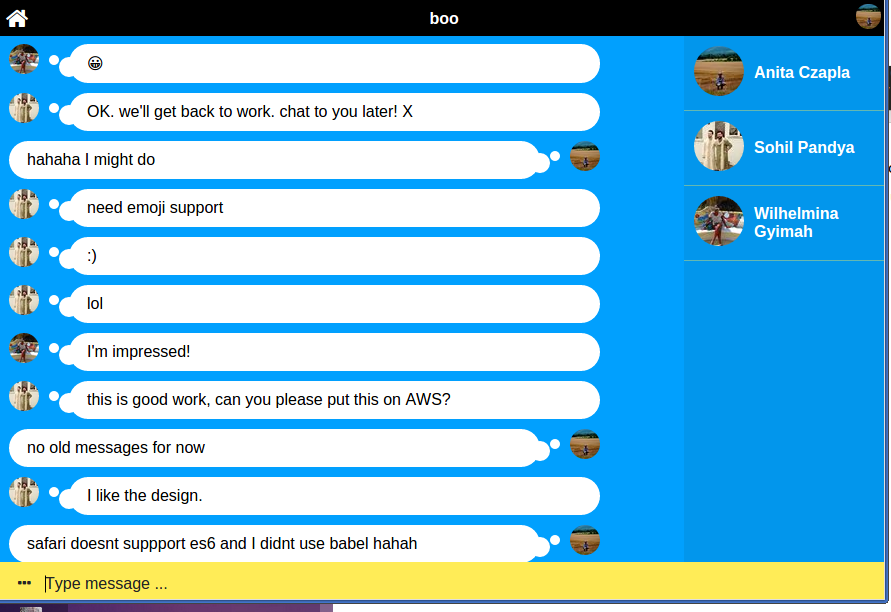 boo
😀
OK. we'll get back to work. chat to you later! X
hahaha I might do
need emoji support
:)
lol
I'm impressed!
this is good work, can you please put this on AWS?
no old messages for now
I like the design.
safari doesnt suppport es6 and I didnt use babel hahah
Type message ...
Anita Czapla
Sohil Pandya
Wilhelmina
Gyimah